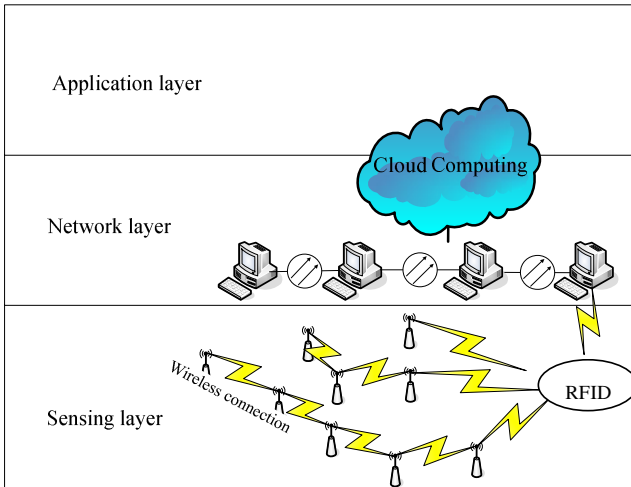 Application layer
Cloud Computing
Network layer
Wireless connection
RFID
Sensing layer